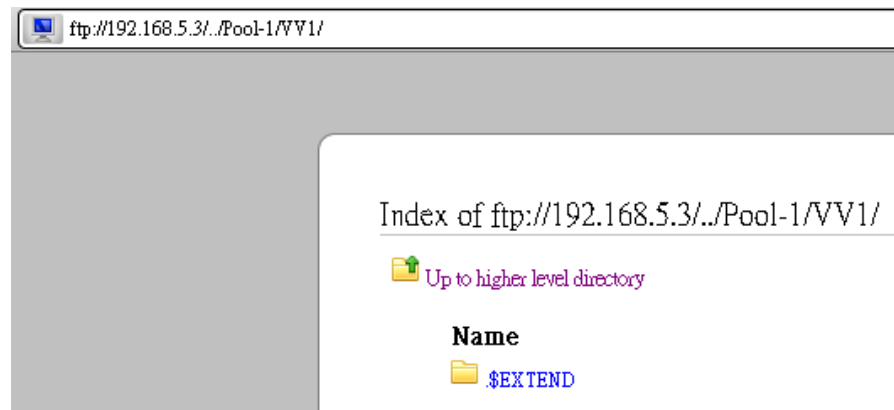 ftp://192.168.5.3/../Pool-1/VV1/
Index of ftp://192.168.5.3/../Pool-1/VV1/
Up to higher level directory
Name
.$EXTEND